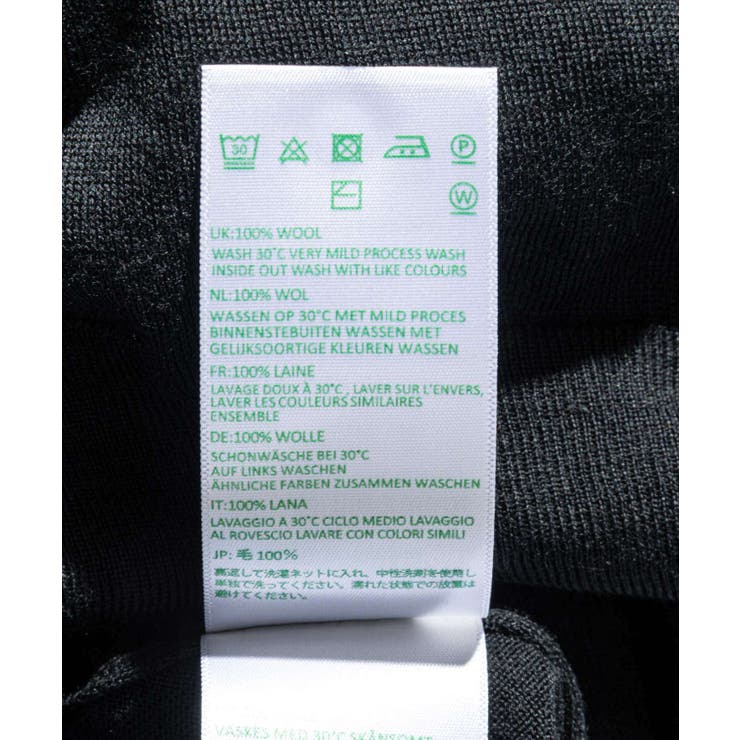 30
P
W
UK:100% WOOL
WASH 30°C VERY MILD PROCESS WASH
INSIDE OUT WASH WITH LIKE COLOURS
NL:100% WOL
WASSEN OP 30°C MET MILD PROCES
BINNENSTEBUITEN WASSEN MET
GELIJKSOORTIGE KLEUREN WASSEN
FR:100% LAINE
LAVAGE DOUX À 30°C , LAVER SUR L'ENVERS,
LAVER LES COULEURS SIMILAIRES
ENSEMBLE
DE:100% WOLLE
SCHONWÄSCHE BEI 30°C
AUF LINKS WASCHEN
ÄHNLICHE FARBEN ZUSAMMEN WASCHEN
IT:100% LANA
LAVAGGIO A 30°C CICLO MEDIO LAVAGGIO
AL ROVESCIO LAVARE CON COLORI SIMILI
JP: 毛 100%
裏返して洗濯ネットに入れ、中性洗剤を使用し
単独で洗ってください。濡れた状態での放置は
避けてください。
VASKES MED 30°C SKÅNSOMT